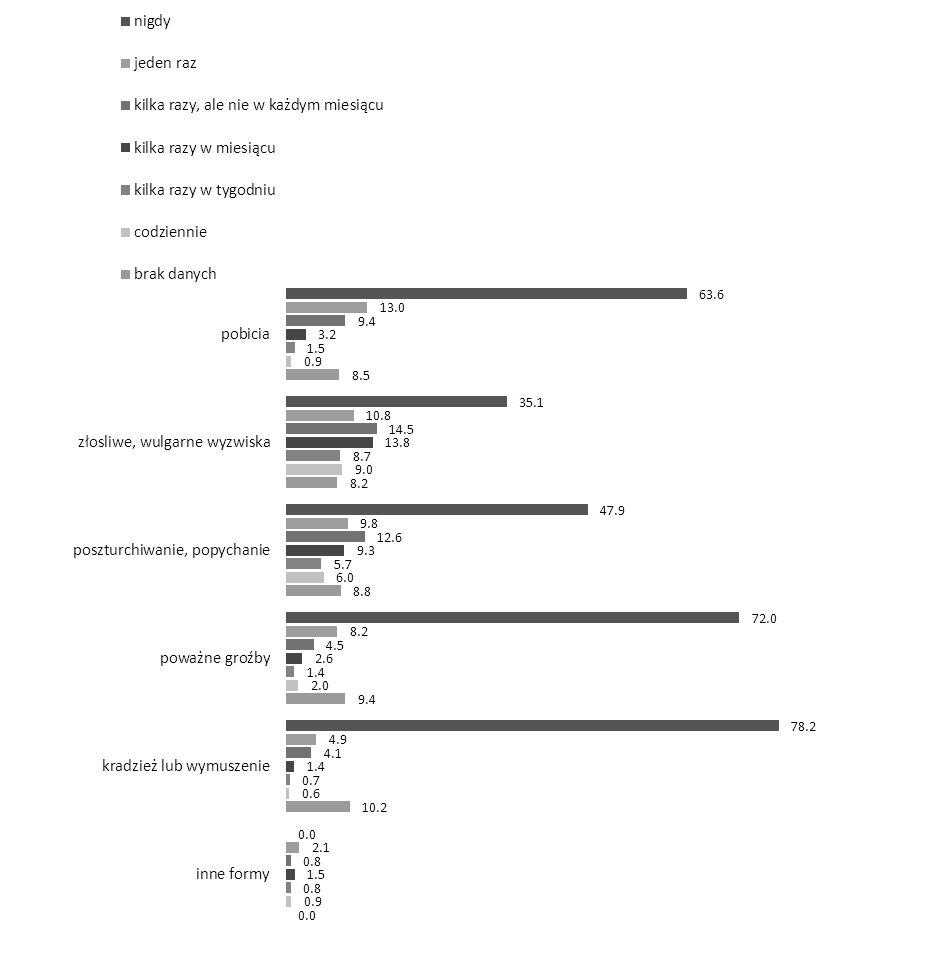 nigdy
jeden raz
kilka razy, ale nie w każdym miesiącu
kilka razy w miesiącu
kilka razy w tygodniu
codziennie
brak danych
63.6
13.0
9.4
pobicia 3.2
1.5
0.9
8.5
35.1
10.8
14.5
złosliwe, wulgarne wyzwiska 13.8
8.7
9.0
8.2
47.9
9.8
12.6
poszturchiwanie, popychanie 9.3
5.7
6.0
8.8
72.0
8.2
4.5
poważne groźby 2.6
1.4
2.0
9.4
78.2
4.9
4.1
kradzież lub wymuszenie 1.4
0.7
0.6
10.2
0.0
2.1
0.8
inne formy 1.5
0.8
0.9
0.0